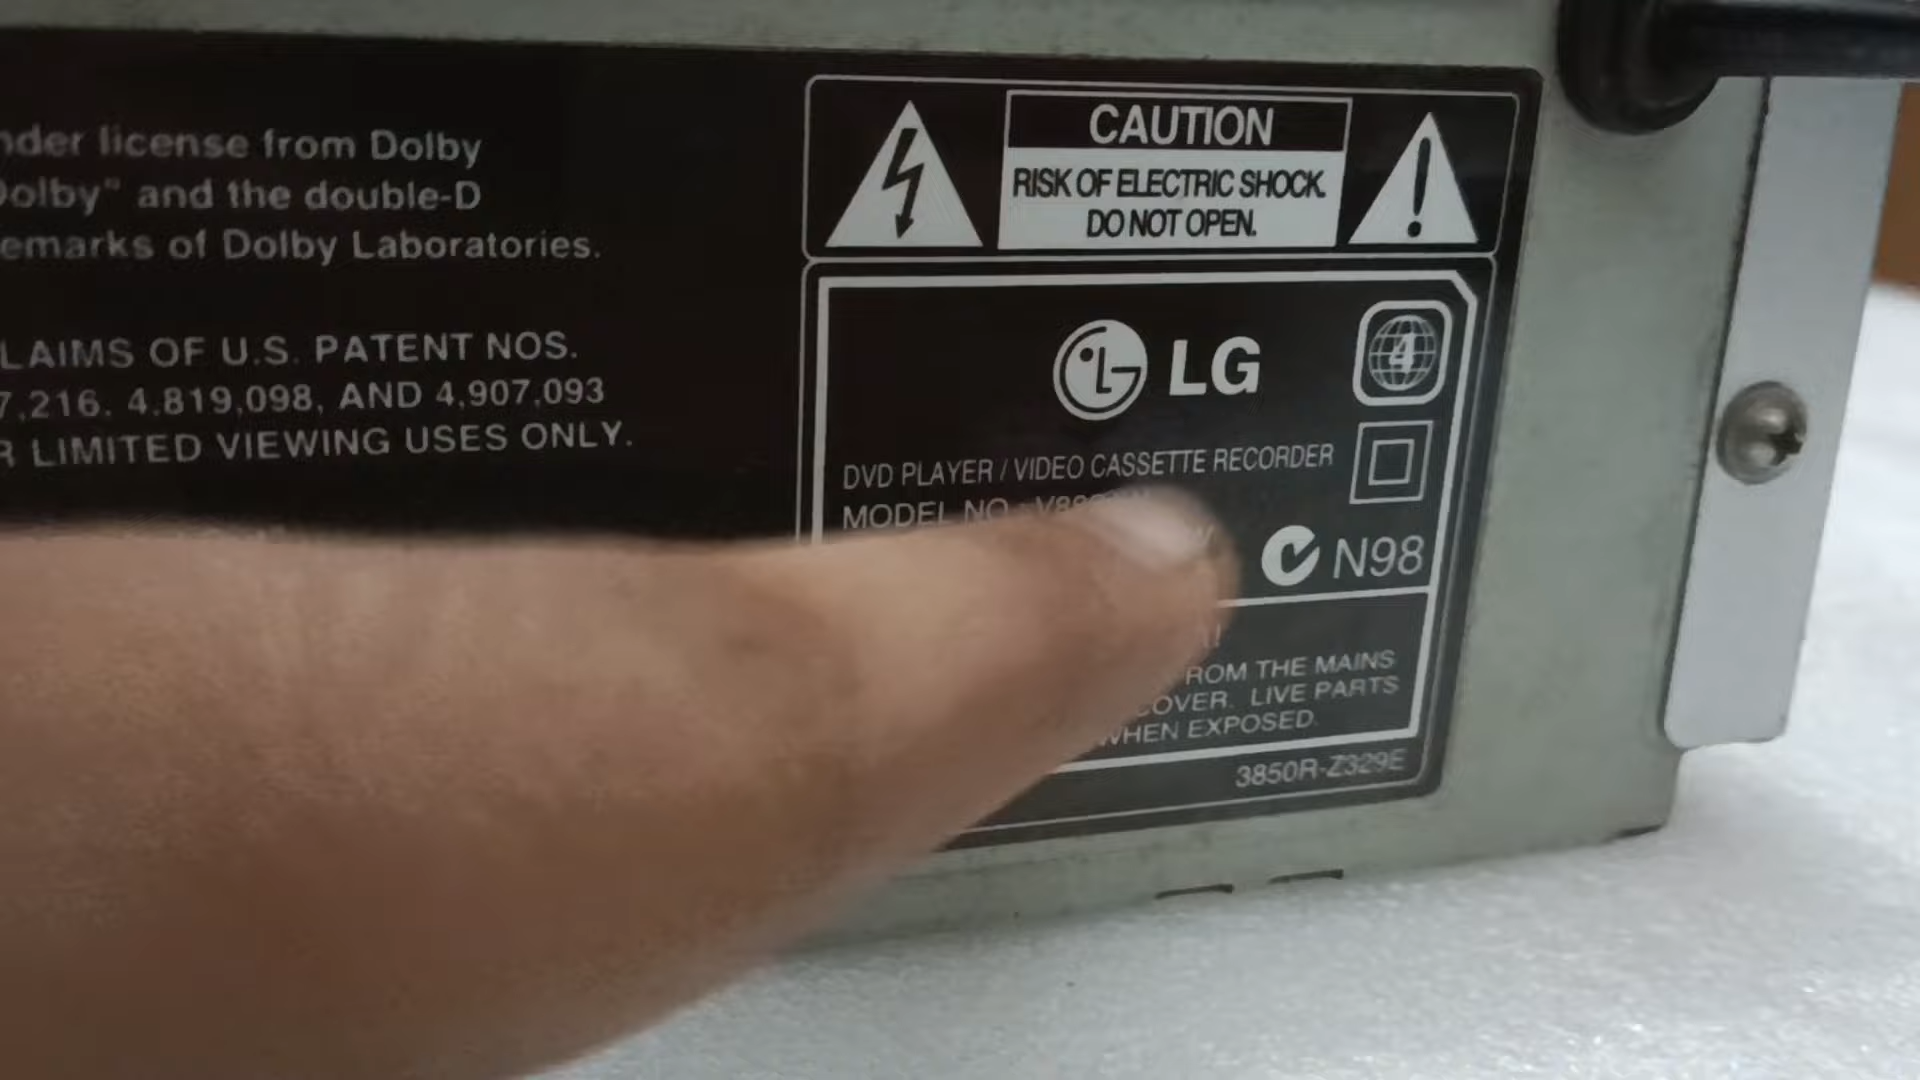 nder license from Dolby
Dolby" and the double-D
emarks of Dolby Laboratories.
LAIMS OF U.S. PATENT NOS.
7,216. 4.819,098, AND 4,907,093
R LIMITED VIEWING USES ONLY.
CAUTION
RISK OF ELECTRIC SHOCK.
DO NOT OPEN.
LG
4
DVD PLAYER / VIDEO CASSETTE RECORDER
MODEL NO.:
N98
ROM THE MAINS
COVER. LIVE PARTS
WHEN EXPOSED.
3850R-Z329E